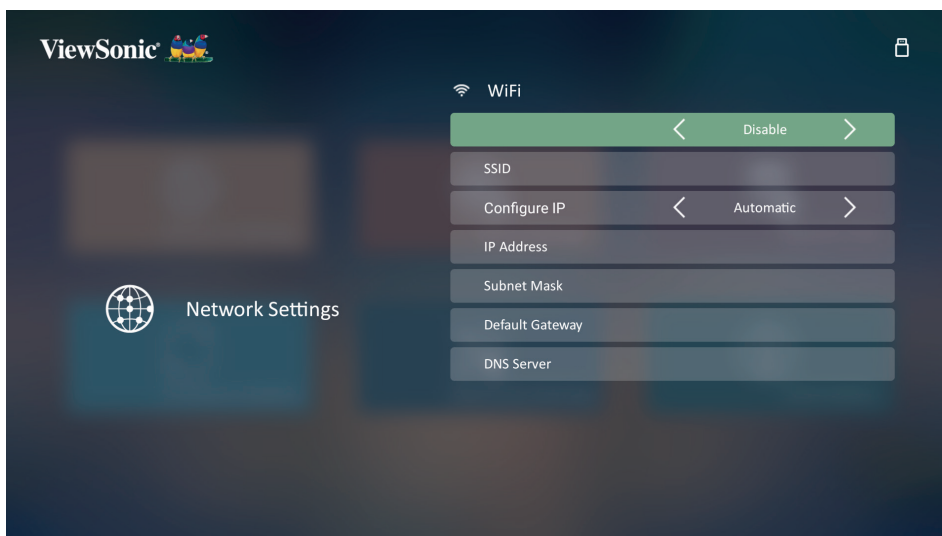 ViewSonic
WiFi
Disable
SSID
Configure IP Automatic
IP Address
Subnet Mask
Network Settings
Default Gateway
DNS Server